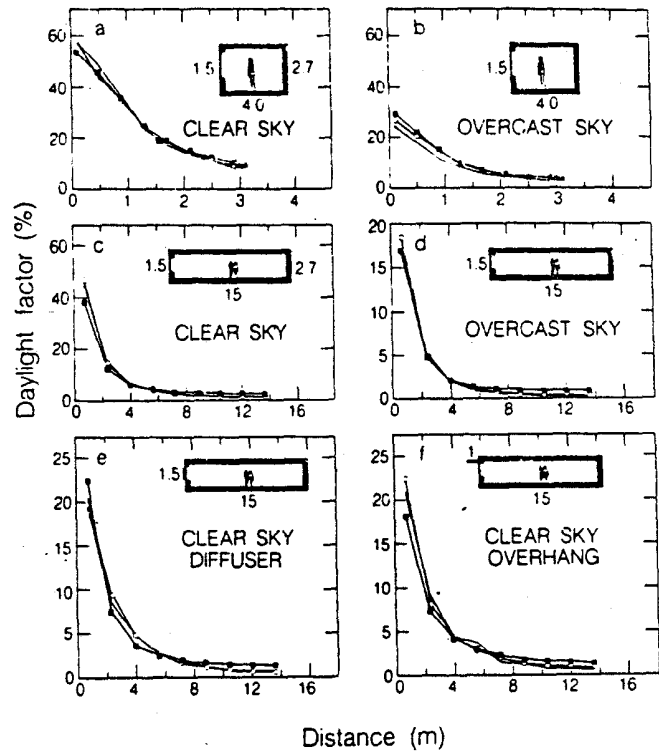 Daylight factor (%)
a
60
40
20
0
0 1 2 3 4
1.5
2.7
4.0
CLEAR SKY
b
60
40
20
0
0 1 2 3 4
1.5
4.0
OVERCAST SKY
c
60
40
20
0
0 4 8 12 16
1.5
2.7
15
CLEAR SKY
d
20
15
10
5
0
0 4 8 12 16
1.5
15
OVERCAST SKY
e
25
20
15
10
5
0
0 4 8 12 16
1.5
15
CLEAR SKY
DIFFUSER
f
25
20
15
10
5
0
0 4 8 12 16
1
15
CLEAR SKY
OVERHANG
Distance (m)